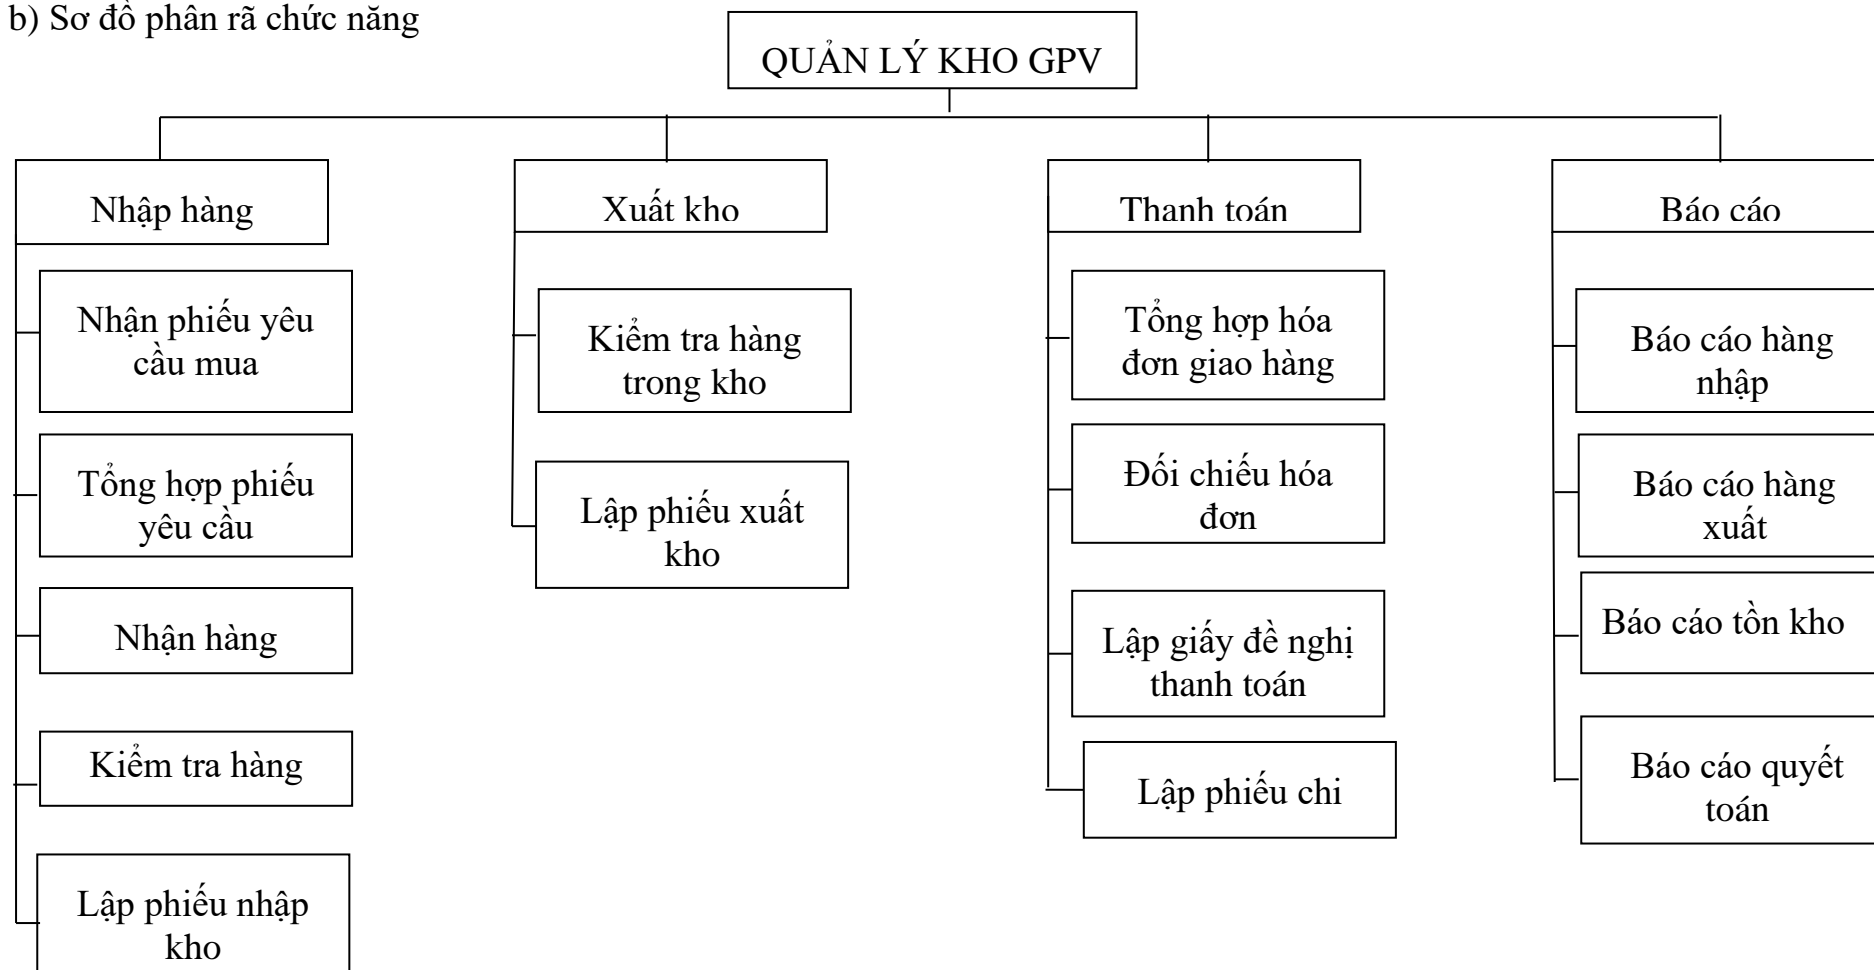 b) Sơ đồ phân rã chức năng
QUẢN LÝ KHO GPV
Nhập hàng
Nhận phiếu yêu
cầu mua
Tổng hợp phiếu
yêu cầu
Nhận hàng
Kiểm tra hàng
Lập phiếu nhập
kho
Xuất kho
Kiểm tra hàng
trong kho
Lập phiếu xuất
kho
Thanh toán
Tổng hợp hóa
đơn giao hàng
Đối chiếu hóa
đơn
Lập giấy đề nghị
thanh toán
Lập phiếu chi
Báo cáo
Báo cáo hàng
nhập
Báo cáo hàng
xuất
Báo cáo tồn kho
Báo cáo quyết
toán